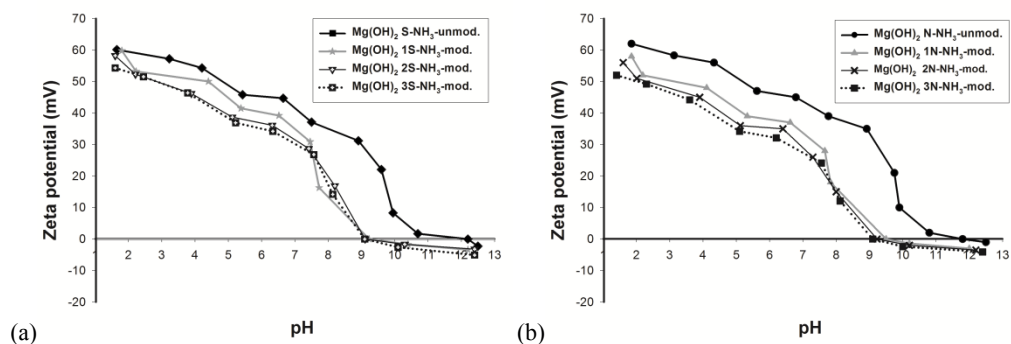 70
60
50
40
30
20
10
0
-10
-20
Zeta potential (mV)
2 3 4 5 6 7 8 9 10 11 12 13
pH
Mg(OH)₂ S-NH₃-unmod.
Mg(OH)₂ 1S-NH₃-mod.
Mg(OH)₂ 2S-NH₃-mod.
Mg(OH)₂ 3S-NH₃-mod.
(a)
70
60
50
40
30
20
10
0
-10
-20
Zeta potential (mV)
2 3 4 5 6 7 8 9 10 11 12 13
pH
Mg(OH)₂ N-NH₃-unmod.
Mg(OH)₂ 1N-NH₃-mod.
Mg(OH)₂ 2N-NH₃-mod.
Mg(OH)₂ 3N-NH₃-mod.
(b)